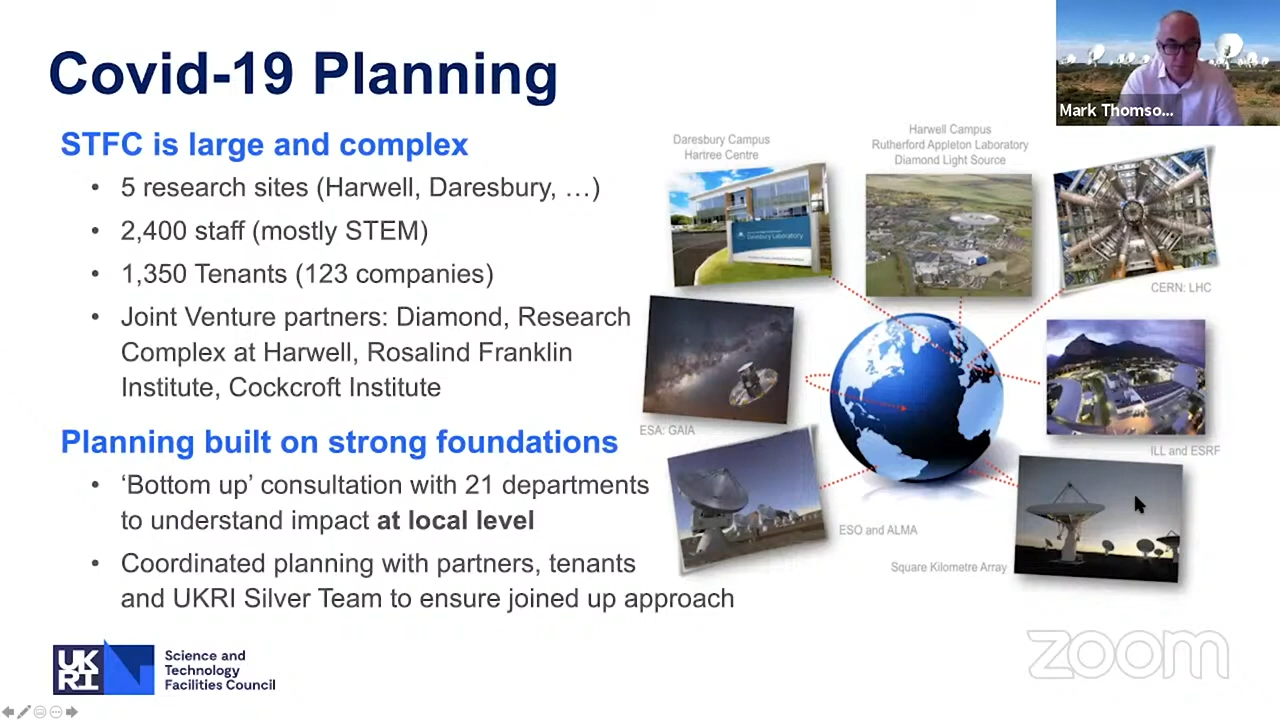 Covid-19 Planning
STFC is large and complex
• 5 research sites (Harwell, Daresbury, …)
• 2,400 staff (mostly STEM)
• 1,350 Tenants (123 companies)
• Joint Venture partners: Diamond, Research
Complex at Harwell, Rosalind Franklin
Institute, Cockcroft Institute
Planning built on strong foundations
• ‘Bottom up’ consultation with 21 departments
to understand impact at local level
• Coordinated planning with partners, tenants
and UKRI Silver Team to ensure joined up approach
UK
RI
Science and
Technology
Facilities Council
Mark Thomso...
Daresbury Campus
Hartree Centre
Harwell Campus
Rutherford Appleton Laboratory
Diamond Light Source
Daresbury Laboratory
CERN: LHC
ESA: GAIA
ILL and ESRF
ESO and ALMA
Square Kilometre Array
zoom